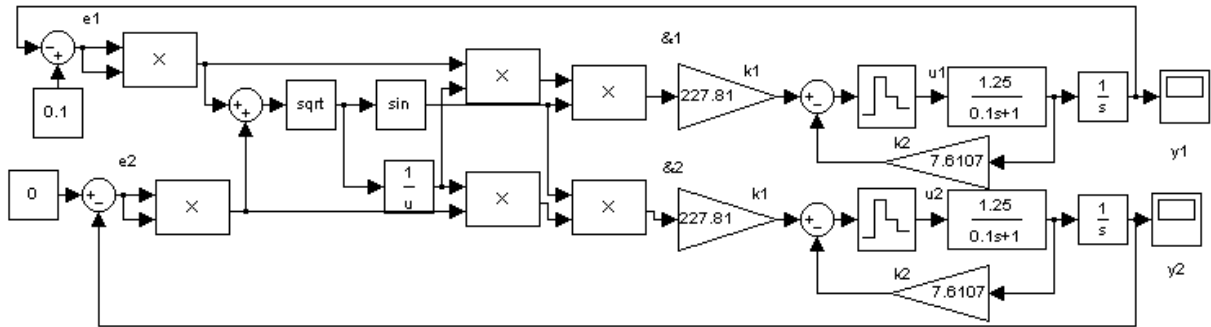 e1
&1
k1
u1
×
×
×
227.81
1.25
0.1s+1
1
s
0.1
sqrt
sin
k2
7.6107
y1
e2
&2
k1
u2
0
×
1
u
×
×
227.81
1.25
0.1s+1
1
s
k2
7.6107
y2